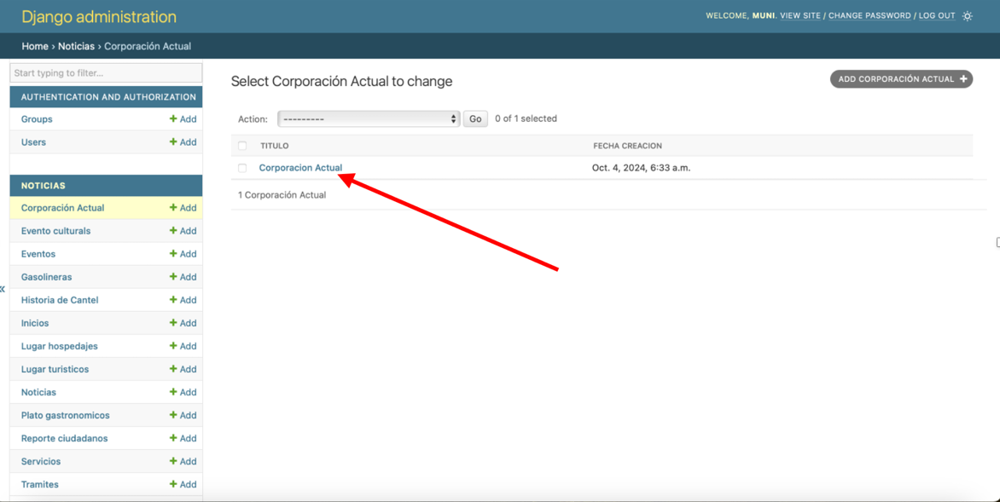 Django administration
WELCOME, MUNI. VIEW SITE / CHANGE PASSWORD / LOG OUT
Home › Noticias › Corporación Actual
Start typing to filter...
AUTHENTICATION AND AUTHORIZATION
Groups + Add
Users + Add
NOTICIAS
Corporación Actual + Add
Evento culturals + Add
Eventos + Add
Gasolineras + Add
Historia de Cantel + Add
Inicios + Add
Lugar hospedajes + Add
Lugar turisticos + Add
Noticias + Add
Plato gastronomicos + Add
Reporte ciudadanos + Add
Servicios + Add
Tramites + Add
«
Select Corporación Actual to change
ADD CORPORACIÓN ACTUAL +
Action: --------- Go 0 of 1 selected
TITULO FECHA CREACION
Corporacion Actual Oct. 4, 2024, 6:33 a.m.
1 Corporación Actual